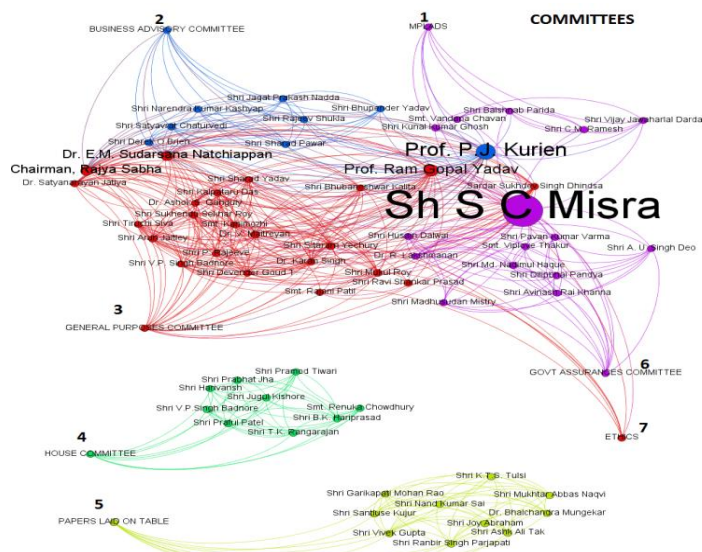 1
COMMITTEES
2
BUSINESS ADVISORY COMMITTEE
MPLADS
Shri Jagat Prakash Nadda
Shri Narendra Kumar Kashyap
Shri Bhupender Yadav
Shri Baishnab Parida
Smt. Vandana Chavan
Shri Vijay Jawaharlal Darda
Shri Rajeev Shukla
Shri Satyavrat Chaturvedi
Shri Kunal Kumar Ghosh
Shri C.M. Ramesh
Shri Derek O'Brien
Shri Sharad Pawar
Dr. E.M. Sudarsana Natchiappan
Prof. P.J. Kurien
Chairman, Rajya Sabha
Prof. Ram Gopal Yadav
Dr. Satyanarayan Jatiya
Shri Sharad Yadav
Shri Bhubaneshwar Kalita
Sardar Sukhdev Singh Dhindsa
Shri Kalpataru Das
Dr. Ashok S. Ganguly
Sh S C Misra
Shri Sukhendu Sekhar Roy
Shri Tiruchi Siva
Smt. Kanimozhi
Dr. V. Maitreyan
Shri Arun Jaitley
Shri Husain Dalwai
Shri Pavan Kumar Varma
Smt. Viplove Thakur
Shri A. U. Singh Deo
Shri P. Rajeeve
Shri Sitaram Yechury
Dr. R. Lakshmanan
Shri V.P. Singh Badnore
Dr. Karan Singh
Shri Md. Nadimul Haque
Shri Devender Goud T.
Shri Mukul Roy
Shri Dilipbhai Pandya
Shri Ravi Shankar Prasad
Shri Avinash Rai Khanna
Smt. Rajani Patil
Shri Madhusudan Mistry
3
GENERAL PURPOSES COMMITTEE
6
GOVT ASSURANCES COMMITTEE
Shri Pramod Tiwari
Shri Prabhat Jha
Shri Harivansh
Shri Jugul Kishore
Shri V.P.Singh Badnore
Smt. Renuka Chowdhury
Shri B.K. Hariprasad
Shri Praful Patel
Shri T.K. Rangarajan
7
ETHICS
4
HOUSE COMMITTEE
Shri K.T.S. Tulsi
5
PAPERS LAID ON TABLE
Shri Garikapati Mohan Rao
Shri Mukhtar Abbas Naqvi
Shri Nand Kumar Sai
Shri Santiuse Kujur
Dr. Bhalchandra Mungekar
Shri Joy Abraham
Shri Vivek Gupta
Shri Ashk Ali Tak
Shri Ranbir Singh Parjapati